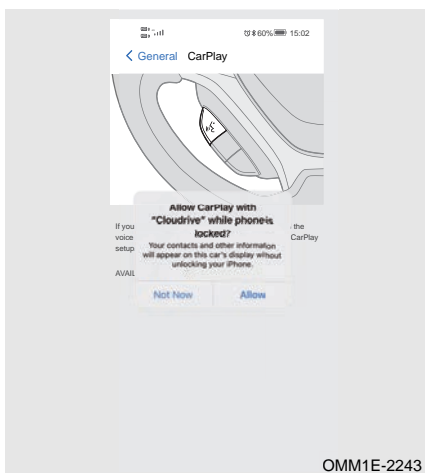 60% 15:02
General CarPlay
If you the
voice CarPlay
setup
Allow CarPlay with
"Cloudrive" while phone is
locked?
Your contacts and other information
will appear on this car's display without
unlocking your iPhone.
AVAIL
Not Now Allow
OMM1E-2243